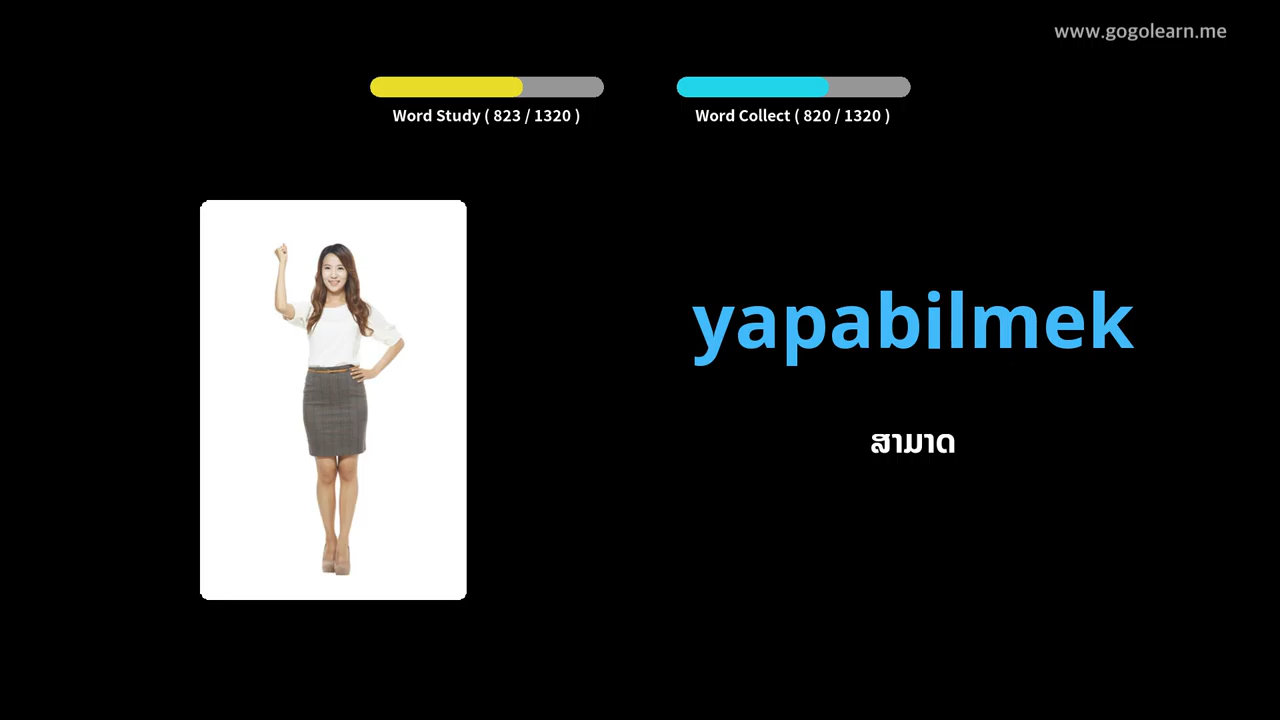 www.gogolearn.me
Word Study ( 823 / 1320 )
Word Collect ( 820 / 1320 )
yapabilmek
ສາມາດ